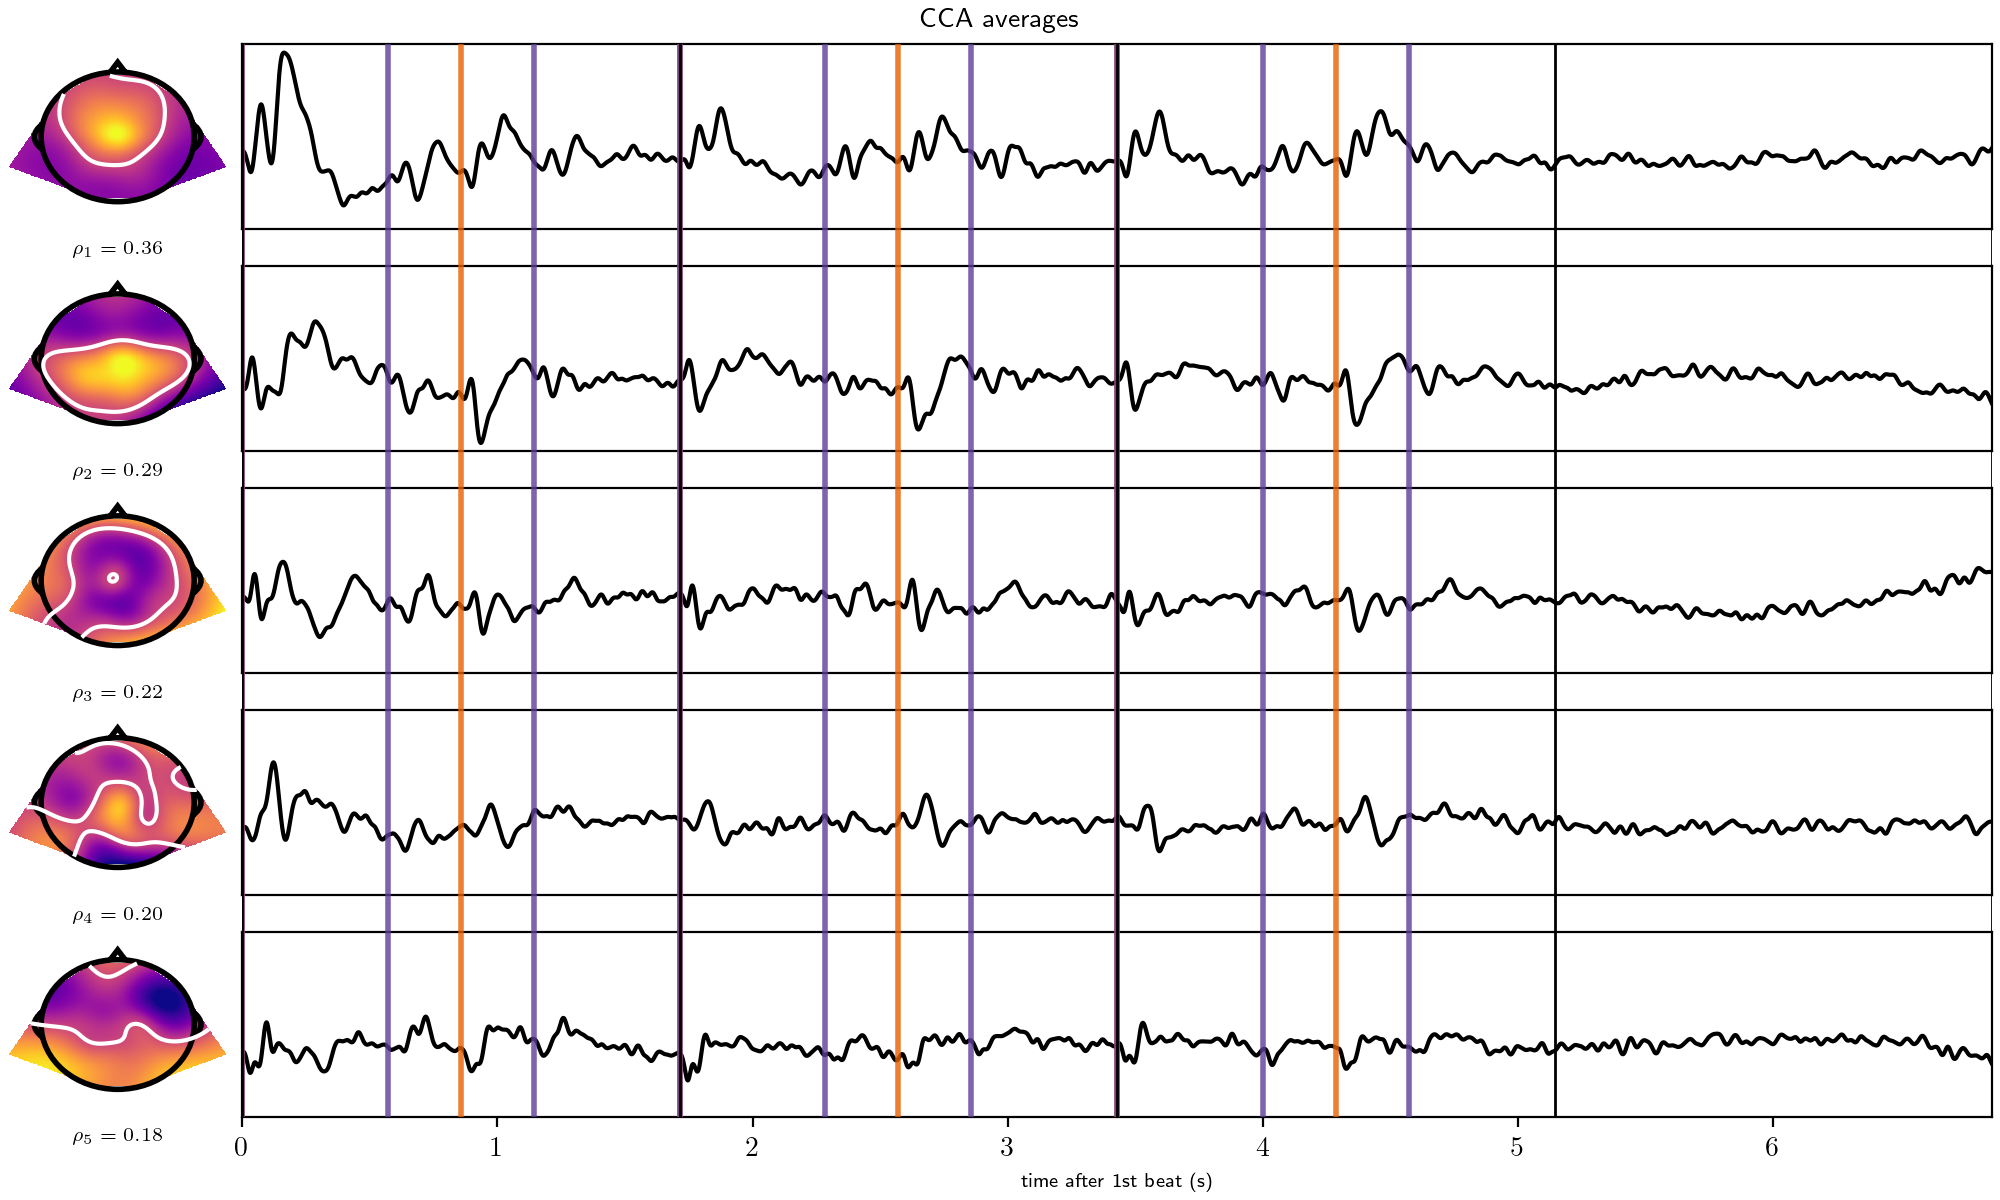 CCA averages
ρ₁ = 0.36
ρ₂ = 0.29
ρ₃ = 0.22
ρ₄ = 0.20
ρ₅ = 0.18
0 1 2 3 4 5 6
time after 1st beat (s)